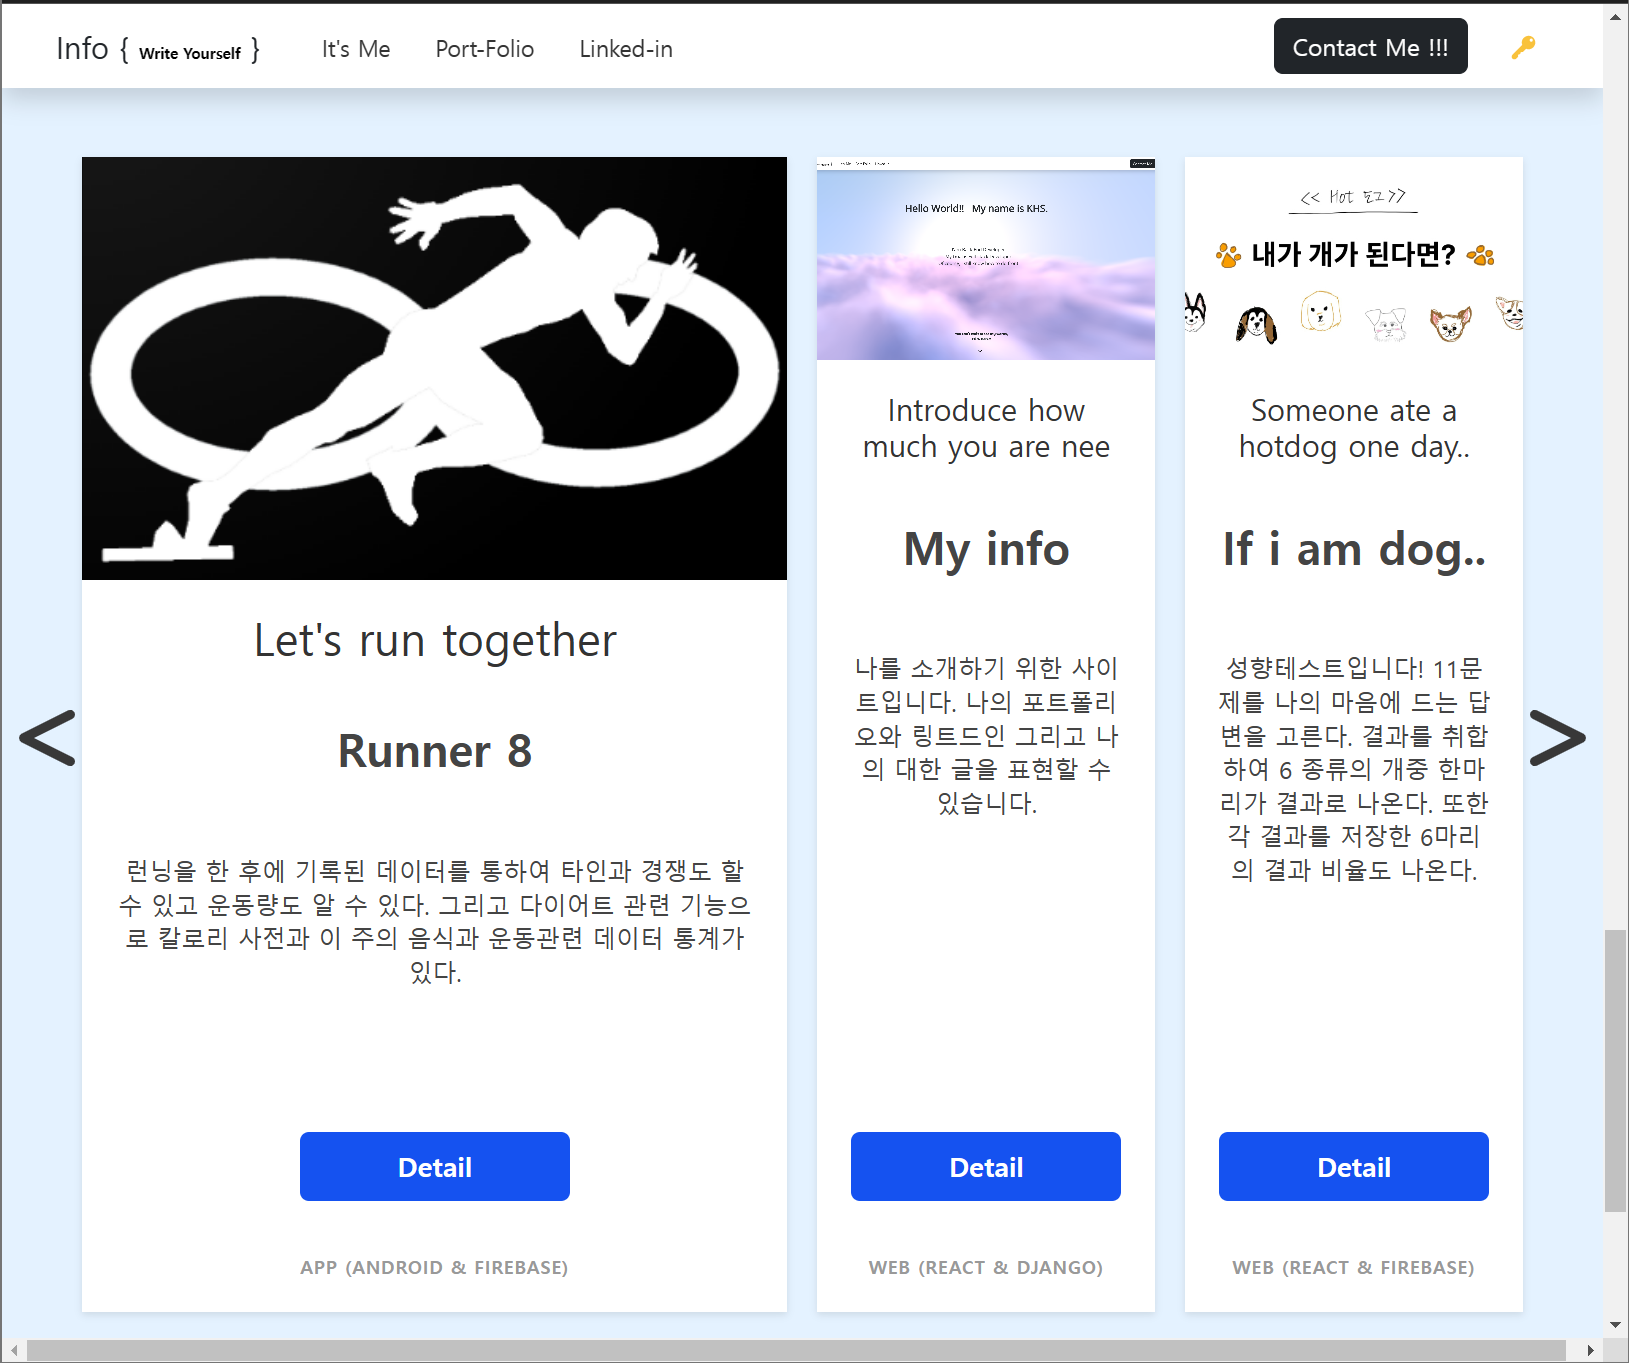 Info { Write Yourself }
It's Me
Port-Folio
Linked-in
Contact Me !!!
<
Let's run together
Runner 8
런닝을 한 후에 기록된 데이터를 통하여 타인과 경쟁도 할
수 있고 운동량도 알 수 있다. 그리고 다이어트 관련 기능으
로 칼로리 사전과 이 주의 음식과 운동관련 데이터 통계가
있다.
Detail
APP (ANDROID & FIREBASE)
Hello World!! My name is KHS.
Introduce how
much you are nee
My info
나를 소개하기 위한 사이
트입니다. 나의 포트폴리
오와 링트드인 그리고 나
의 대한 글을 표현할 수
있습니다.
Detail
WEB (REACT & DJANGO)
<< Hot 도그 >>
내가 개가 된다면?
Someone ate a
hotdog one day..
If i am dog..
성향테스트입니다! 11문
제를 나의 마음에 드는 답
변을 고른다. 결과를 취합
하여 6 종류의 개중 한마
리가 결과로 나온다. 또한
각 결과를 저장한 6마리
의 결과 비율도 나온다.
Detail
WEB (REACT & FIREBASE)
>